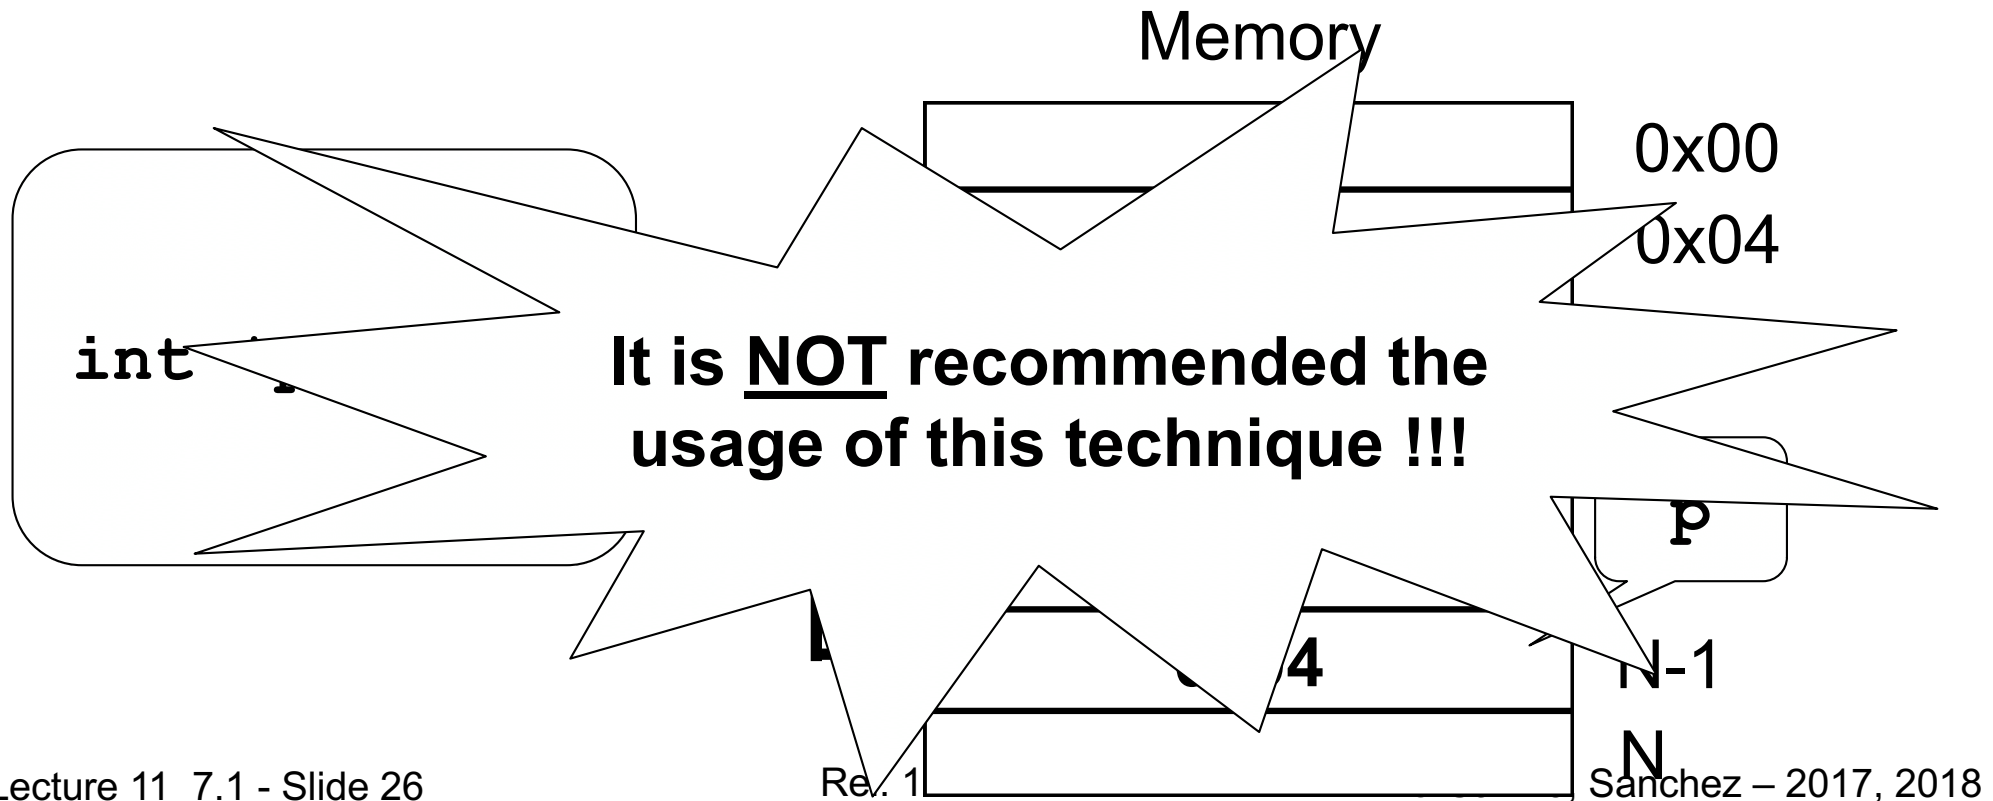 Memory
0x00
0x04
int
It is NOT recommended the
usage of this technique !!!
p
4
N-1
N
Lecture 11 7.1 - Slide 26
Sanchez – 2017, 2018